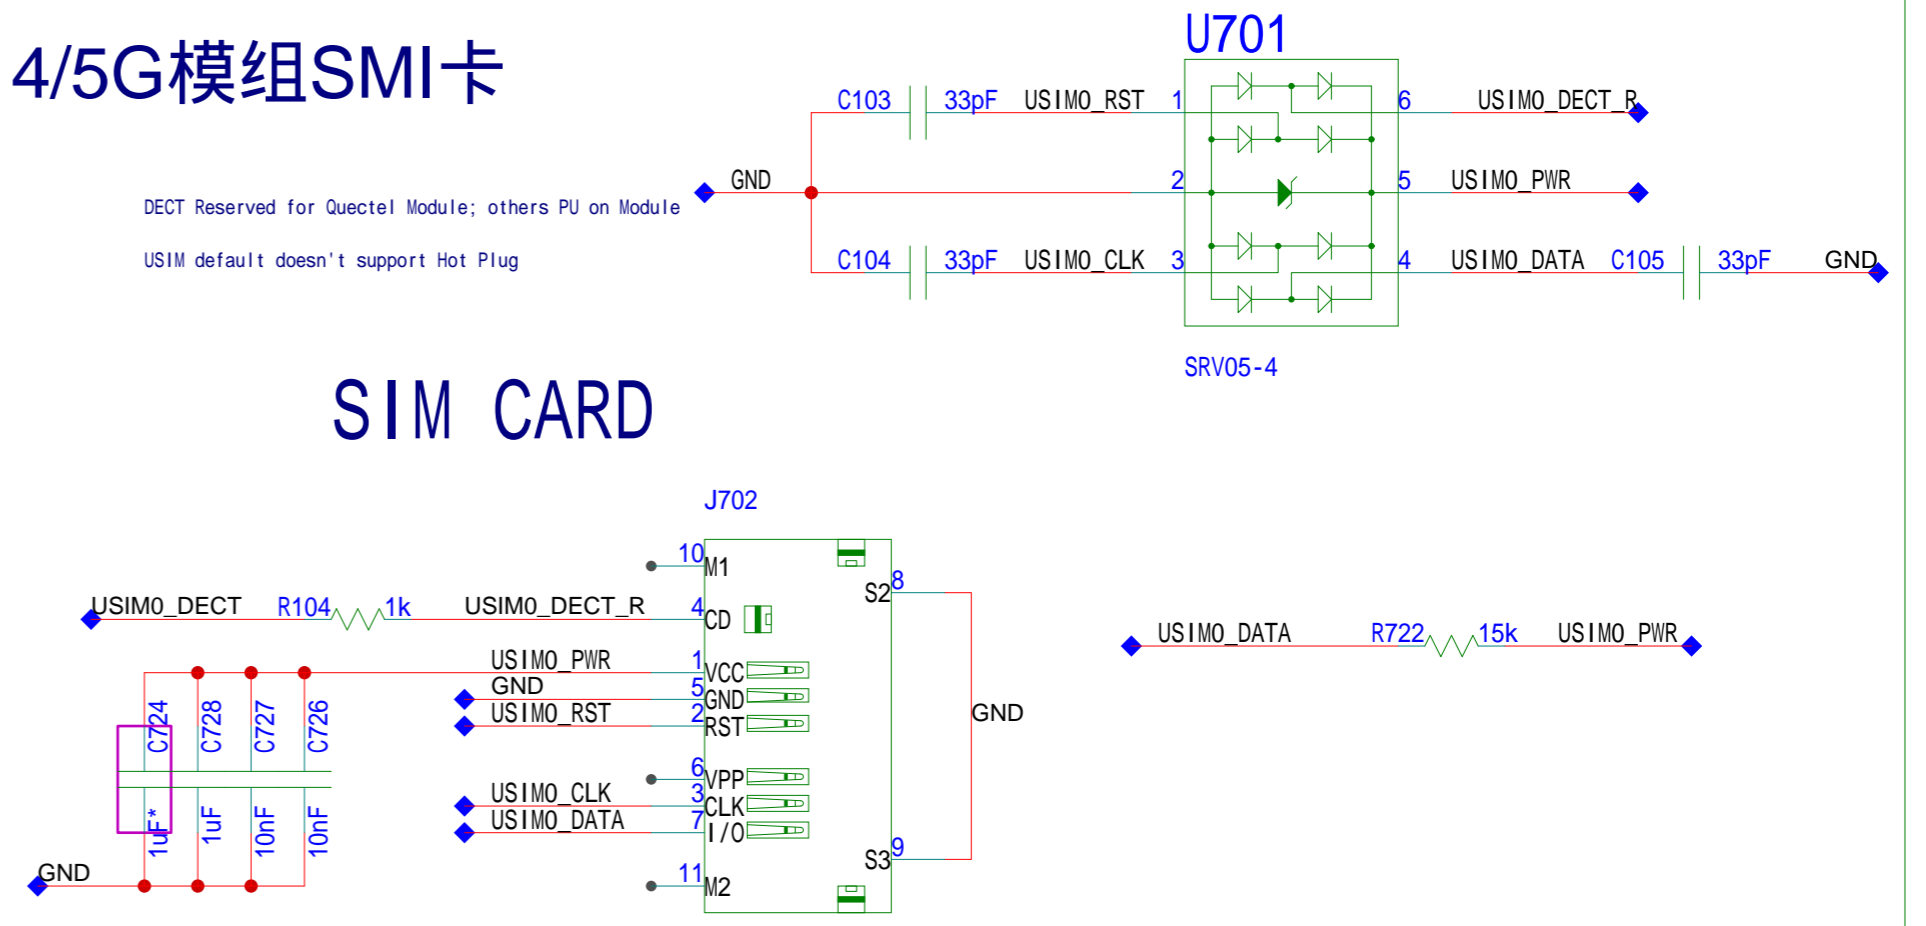 4/5G模组SMI卡
U701
C103 33pF USIM0_RST 1
6 USIM0_DECT_R
GND 2
5 USIM0_PWR
DECT Reserved for Quectel Module; others PU on Module
USIM default doesn't support Hot Plug
C104 33pF USIM0_CLK 3
4 USIM0_DATA C105 33pF GND
SRV05-4
SIM CARD
J702
10 M1
S2 8
USIM0_DECT R104 1k USIM0_DECT_R 4 CD
USIM0_DATA R722 15k USIM0_PWR
USIM0_PWR 1 VCC
GND 5 GND
USIM0_RST 2 RST
GND
C724 C728 C727 C726
6 VPP
USIM0_CLK 3 CLK
USIM0_DATA 7 I/O
1uF* 1uF 10nF 10nF
S3 9
GND
11 M2